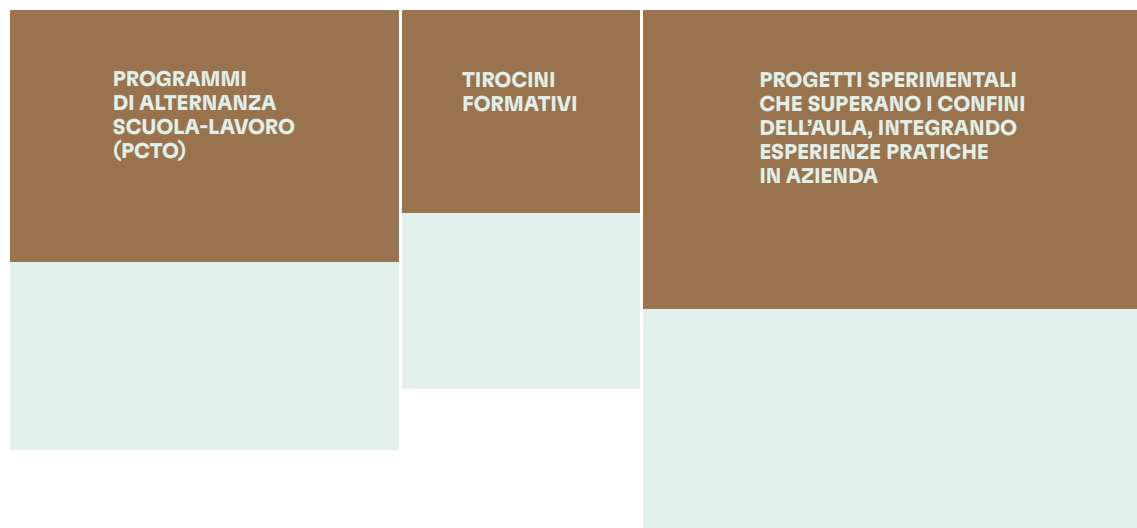 PROGRAMMI
DI ALTERNANZA
SCUOLA-LAVORO
(PCTO)
TIROCINI
FORMATIVI
PROGETTI SPERIMENTALI
CHE SUPERANO I CONFINI
DELL’AULA, INTEGRANDO
ESPERIENZE PRATICHE
IN AZIENDA